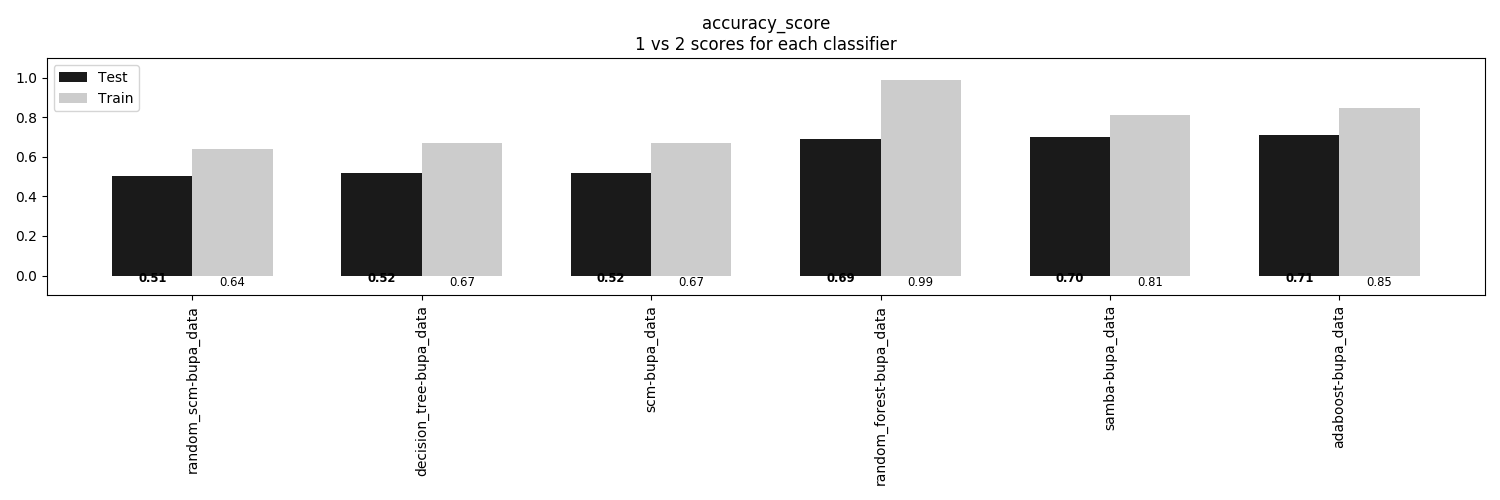 accuracy_score
1 vs 2 scores for each classifier
Test
Train
1.0
0.8
0.6
0.4
0.2
0.0
0.51
0.64
0.52
0.67
0.52
0.67
0.69
0.99
0.70
0.81
0.71
0.85
random_scm-bupa_data
decision_tree-bupa_data
scm-bupa_data
random_forest-bupa_data
samba-bupa_data
adaboost-bupa_data